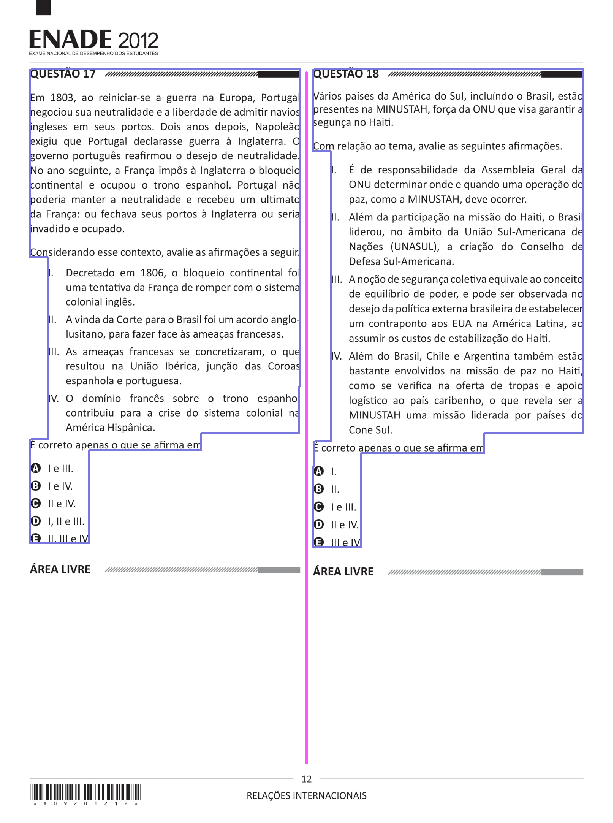 ENADE 2012
EXAME NACIONAL DE DESEMPENHO DOS ESTUDANTES
QUESTÃO 17
Em 1803, ao reiniciar-se a guerra na Europa, Portugal
negociou sua neutralidade e a liberdade de admitir navios
ingleses em seus portos. Dois anos depois, Napoleão
exigiu que Portugal declarasse guerra à Inglaterra. O
governo português reafirmou o desejo de neutralidade.
No ano seguinte, a França impôs à Inglaterra o bloqueio
continental e ocupou o trono espanhol. Portugal não
poderia manter a neutralidade e recebeu um ultimato
da França: ou fechava seus portos à Inglaterra ou seria
invadido e ocupado.
Considerando esse contexto, avalie as afirmações a seguir.
I. Decretado em 1806, o bloqueio continental foi
uma tentativa da França de romper com o sistema
colonial inglês.
II. A vinda da Corte para o Brasil foi um acordo anglo-
lusitano, para fazer face às ameaças francesas.
III. As ameaças francesas se concretizaram, o que
resultou na União Ibérica, junção das Coroas
espanhola e portuguesa.
IV. O domínio francês sobre o trono espanhol
contribuiu para a crise do sistema colonial na
América Hispânica.
É correto apenas o que se afirma em
A I e III.
B I e IV.
C II e IV.
D I, II e III.
E II, III e IV.
ÁREA LIVRE
QUESTÃO 18
Vários países da América do Sul, incluíndo o Brasil, estão
presentes na MINUSTAH, força da ONU que visa garantir a
segunça no Haiti.
Com relação ao tema, avalie as seguintes afirmações.
I. É de responsabilidade da Assembleia Geral da
ONU determinar onde e quando uma operação de
paz, como a MINUSTAH, deve ocorrer.
II. Além da participação na missão do Haiti, o Brasil
liderou, no âmbito da União Sul-Americana de
Nações (UNASUL), a criação do Conselho de
Defesa Sul-Americana.
III. A noção de segurança coletiva equivale ao conceito
de equilíbrio de poder, e pode ser observada no
desejo da política externa brasileira de estabelecer
um contraponto aos EUA na América Latina, ao
assumir os custos de estabilização do Haiti.
IV. Além do Brasil, Chile e Argentina também estão
bastante envolvidos na missão de paz no Haiti,
como se verifica na oferta de tropas e apoio
logístico ao país caribenho, o que revela ser a
MINUSTAH uma missão liderada por países do
Cone Sul.
É correto apenas o que se afirma em
A I.
B II.
C I e III.
D II e IV.
E III e IV.
ÁREA LIVRE
12
RELAÇÕES INTERNACIONAIS